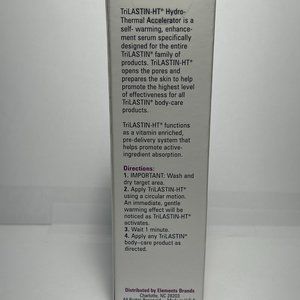 TriLASTIN-HT® Hydro-
Thermal Accelerator is a
self- warming, enhance-
ment serum specifically
designed for the entire
TriLASTIN® family of
products. TriLASTIN-HT®
opens the pores and
prepares the skin to help
promote the highest level
of effectiveness for all
TriLASTIN® body-care
products.
TriLASTIN-HT® functions
as a vitamin enriched,
pre-delivery system that
helps promote active-
ingredient absorption.
Directions:
1. IMPORTANT: Wash and
dry target area.
2. Apply TriLASTIN-HT®
using a circular motion.
An immediate, gentle
warming effect will be
noticed as TriLASTIN-HT®
activates.
3. Wait 1 minute.
4. Apply any TriLASTIN®
body-care product as
directed.
Distributed by Elements Brands
Charlotte, NC 28203